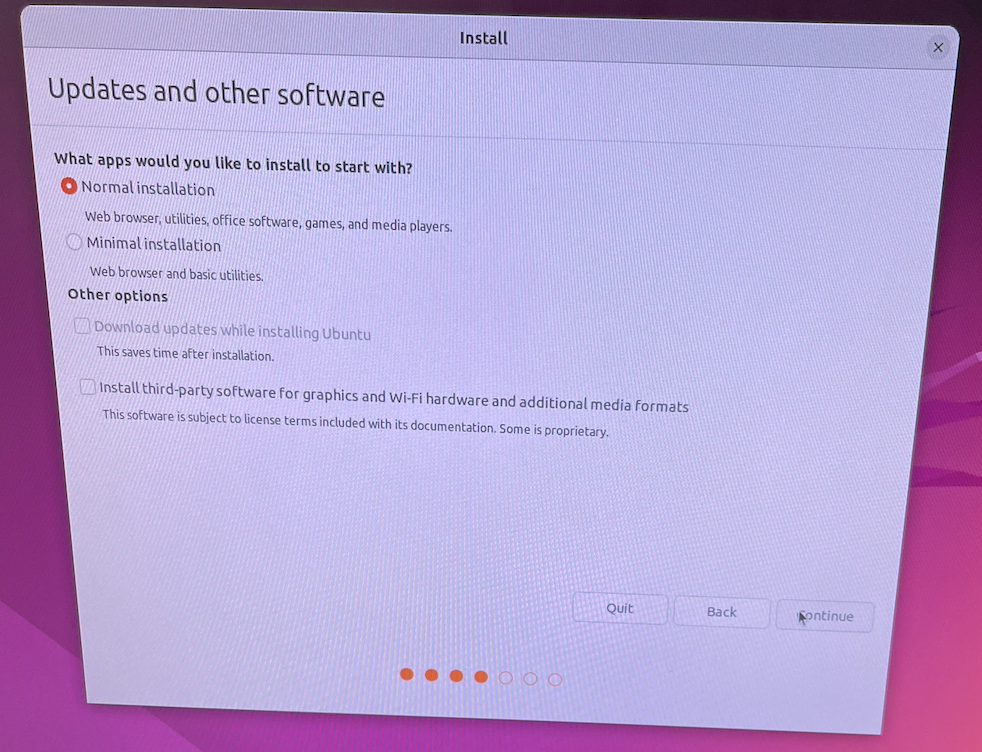 Install
Updates and other software
What apps would you like to install to start with?
Normal installation
Web browser, utilities, office software, games, and media players.
Minimal installation
Web browser and basic utilities.
Other options
Download updates while installing Ubuntu
This saves time after installation.
Install third-party software for graphics and Wi-Fi hardware and additional media formats
This software is subject to license terms included with its documentation. Some is proprietary.
Quit Back Continue